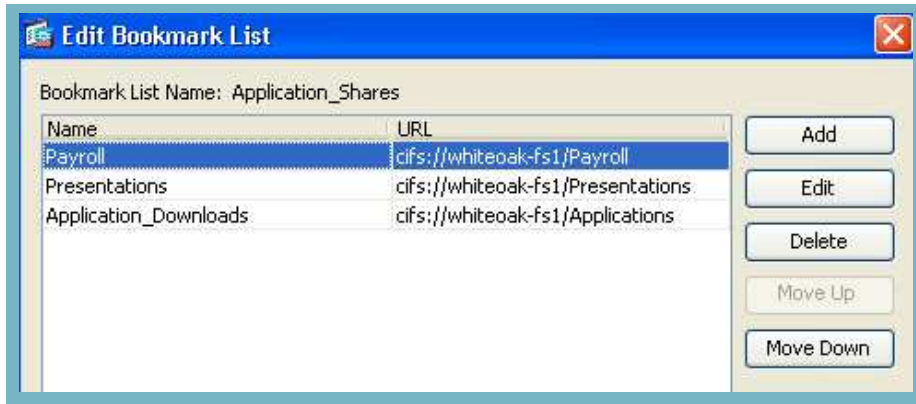 Edit Bookmark List
Bookmark List Name: Application_Shares
Name URL
Payroll cifs://whiteoak-fs1/Payroll
Presentations cifs://whiteoak-fs1/Presentations
Application_Downloads cifs://whiteoak-fs1/Applications
Add
Edit
Delete
Move Up
Move Down